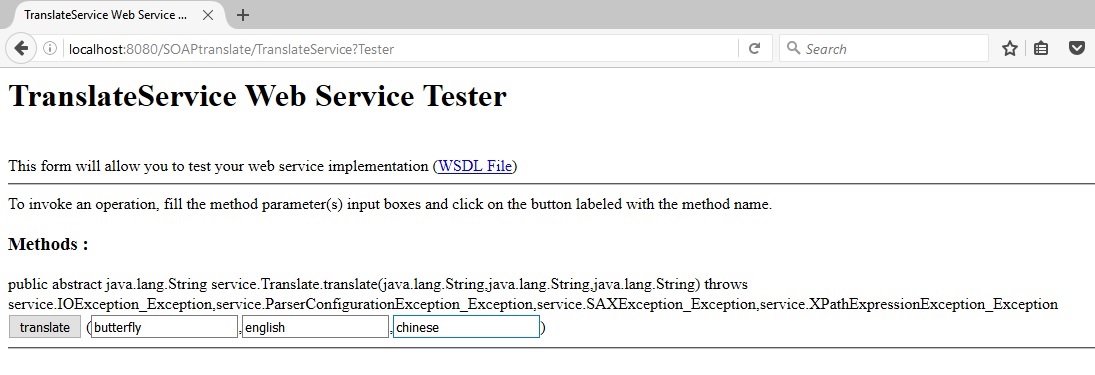 TranslateService Web Service ...
localhost:8080/SOAPtranslate/TranslateService?Tester
Search
TranslateService Web Service Tester
This form will allow you to test your web service implementation (WSDL File)
To invoke an operation, fill the method parameter(s) input boxes and click on the button labeled with the method name.
Methods :
public abstract java.lang.String service.Translate.translate(java.lang.String,java.lang.String,java.lang.String) throws
service.IOException_Exception,service.ParserConfigurationException_Exception,service.SAXException_Exception,service.XPathExpressionException_Exception
translate (butterfly,english,chinese)